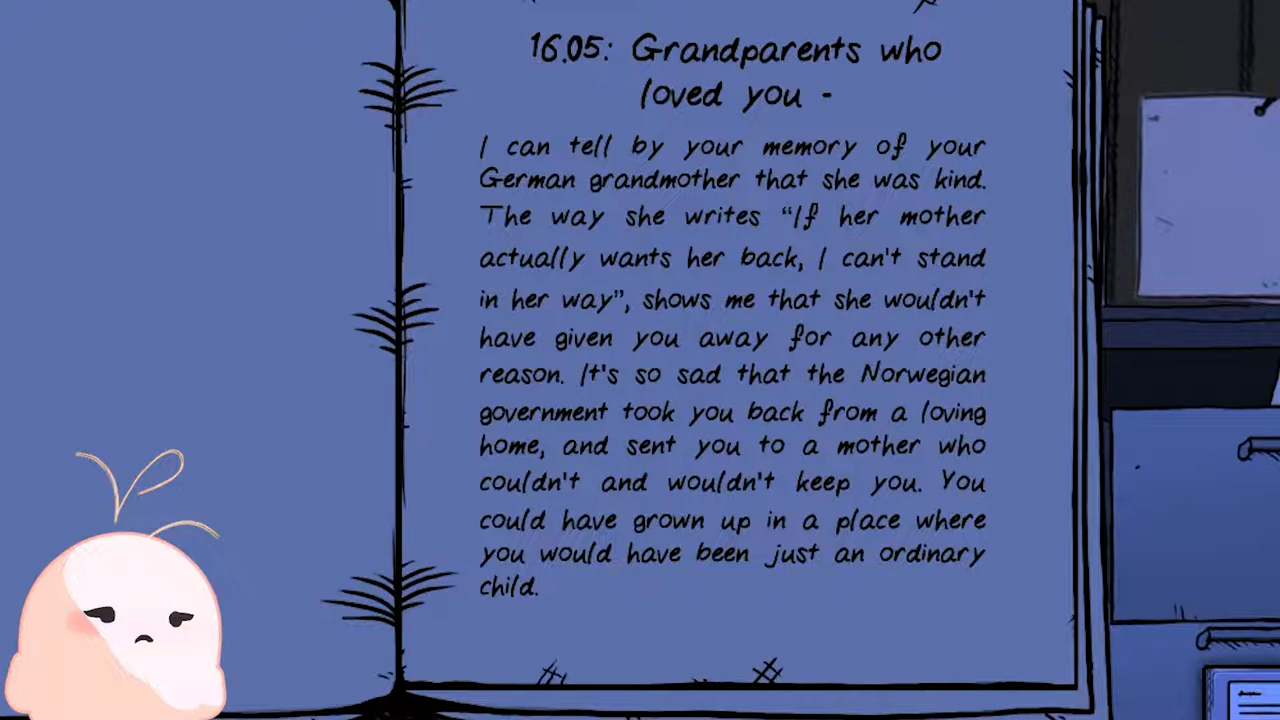 16.05: Grandparents who
loved you -
I can tell by your memory of your
German grandmother that she was kind.
The way she writes “If her mother
actually wants her back, I can't stand
in her way”, shows me that she wouldn't
have given you away for any other
reason. It's so sad that the Norwegian
government took you back from a loving
home, and sent you to a mother who
couldn't and wouldn't keep you. You
could have grown up in a place where
you would have been just an ordinary
child.